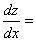 dz/dx =